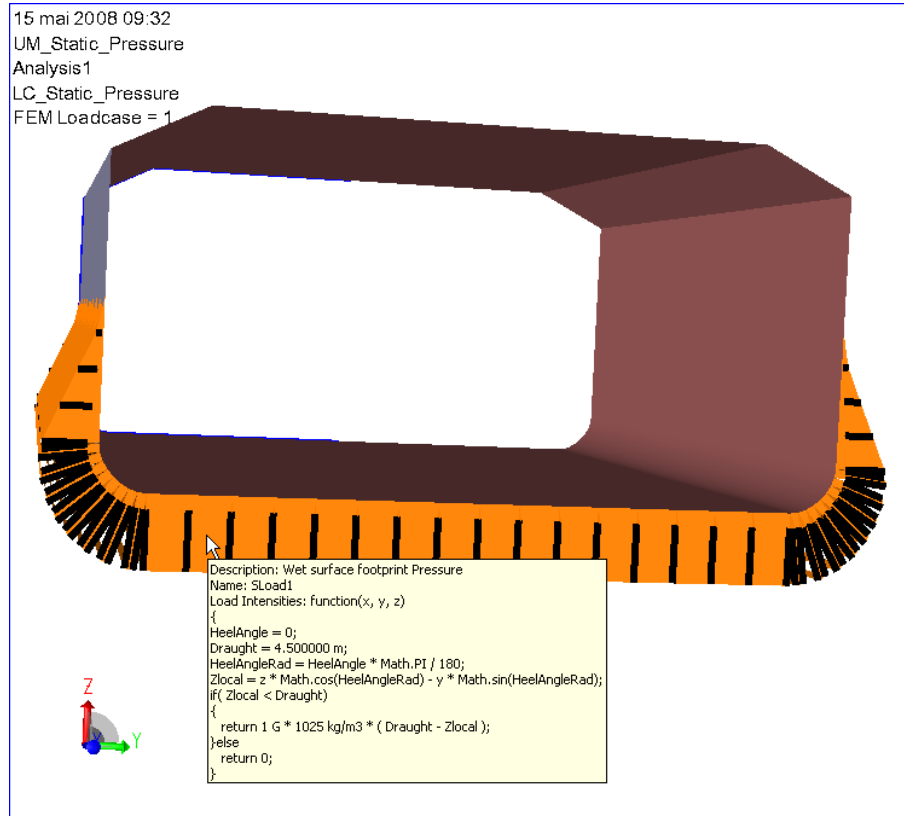 15 mai 2008 09:32
UM_Static_Pressure
Analysis1
LC_Static_Pressure
FEM Loadcase = 1
Description: Wet surface footprint Pressure
Name: SLoad1
Load Intensities: function(x, y, z)
{
HeelAngle = 0;
Draught = 4.500000 m;
HeelAngleRad = HeelAngle * Math.PI / 180;
Zlocal = z * Math.cos(HeelAngleRad) - y * Math.sin(HeelAngleRad);
if( Zlocal < Draught)
{
return 1 G * 1025 kg/m3 * ( Draught - Zlocal );
}else
return 0;
}
Z
Y